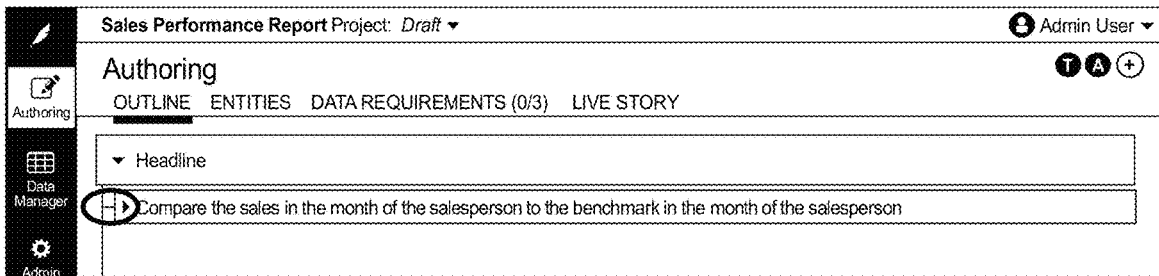 Sales Performance Report Project: Draft
Admin User
Authoring
T A +
Authoring
OUTLINE ENTITIES DATA REQUIREMENTS (0/3) LIVE STORY
Headline
Data
Manager
Compare the sales in the month of the salesperson to the benchmark in the month of the salesperson
Admin